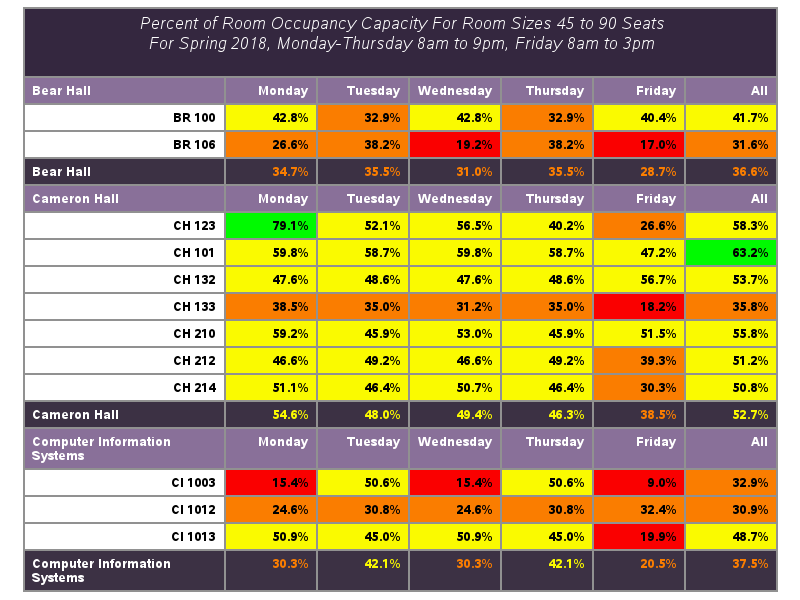 Percent of Room Occupancy Capacity For Room Sizes 45 to 90 Seats
For Spring 2018, Monday-Thursday 8am to 9pm, Friday 8am to 3pm
Bear Hall Monday Tuesday Wednesday Thursday Friday All
BR 100 42.8% 32.9% 42.8% 32.9% 40.4% 41.7%
BR 106 26.6% 38.2% 19.2% 38.2% 17.0% 31.6%
Bear Hall 34.7% 35.5% 31.0% 35.5% 28.7% 36.6%
Cameron Hall Monday Tuesday Wednesday Thursday Friday All
CH 123 79.1% 52.1% 56.5% 40.2% 26.6% 58.3%
CH 101 59.8% 58.7% 59.8% 58.7% 47.2% 63.2%
CH 132 47.6% 48.6% 47.6% 48.6% 56.7% 53.7%
CH 133 38.5% 35.0% 31.2% 35.0% 18.2% 35.8%
CH 210 59.2% 45.9% 53.0% 45.9% 51.5% 55.8%
CH 212 46.6% 49.2% 46.6% 49.2% 39.3% 51.2%
CH 214 51.1% 46.4% 50.7% 46.4% 30.3% 50.8%
Cameron Hall 54.6% 48.0% 49.4% 46.3% 38.5% 52.7%
Computer Information Monday Tuesday Wednesday Thursday Friday All
Systems
CI 1003 15.4% 50.6% 15.4% 50.6% 9.0% 32.9%
CI 1012 24.6% 30.8% 24.6% 30.8% 32.4% 30.9%
CI 1013 50.9% 45.0% 50.9% 45.0% 19.9% 48.7%
Computer Information 30.3% 42.1% 30.3% 42.1% 20.5% 37.5%
Systems